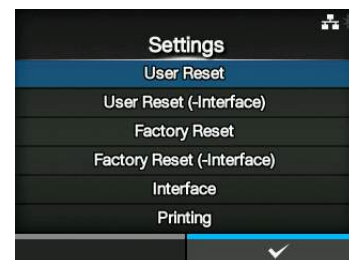 Settings
User Reset
User Reset (-Interface)
Factory Reset
Factory Reset (-Interface)
Interface
Printing